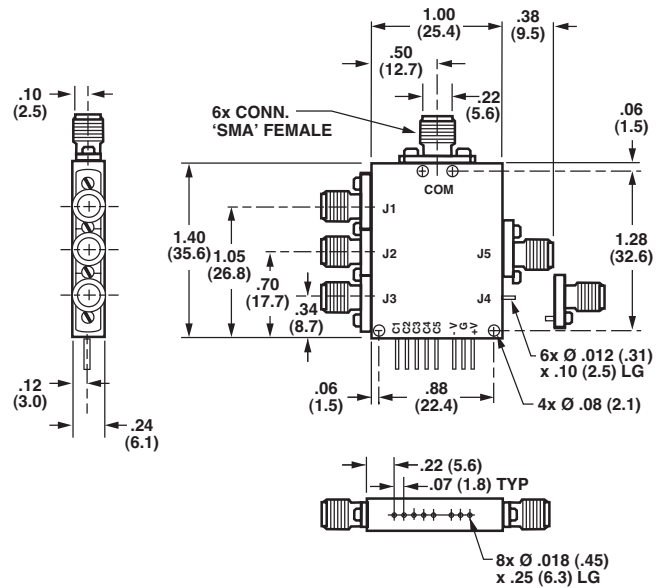 1.00
(25.4)
.38
(9.5)
.50
(12.7)
.10
(2.5)
6x CONN.
'SMA' FEMALE
.22
(5.6)
.06
(1.5)
COM
J1
J2
J3
J5
J4
1.40
(35.6)
1.05
(26.8)
.70
(17.7)
.34
(8.7)
1.28
(32.6)
C1
C2
C3
C4
C5
-V
G
+V
6x Ø .012 (.31)
x .10 (2.5) LG
4x Ø .08 (2.1)
.12
(3.0)
.24
(6.1)
.06
(1.5)
.88
(22.4)
.22 (5.6)
.07 (1.8) TYP
8x Ø .018 (.45)
x .25 (6.3) LG